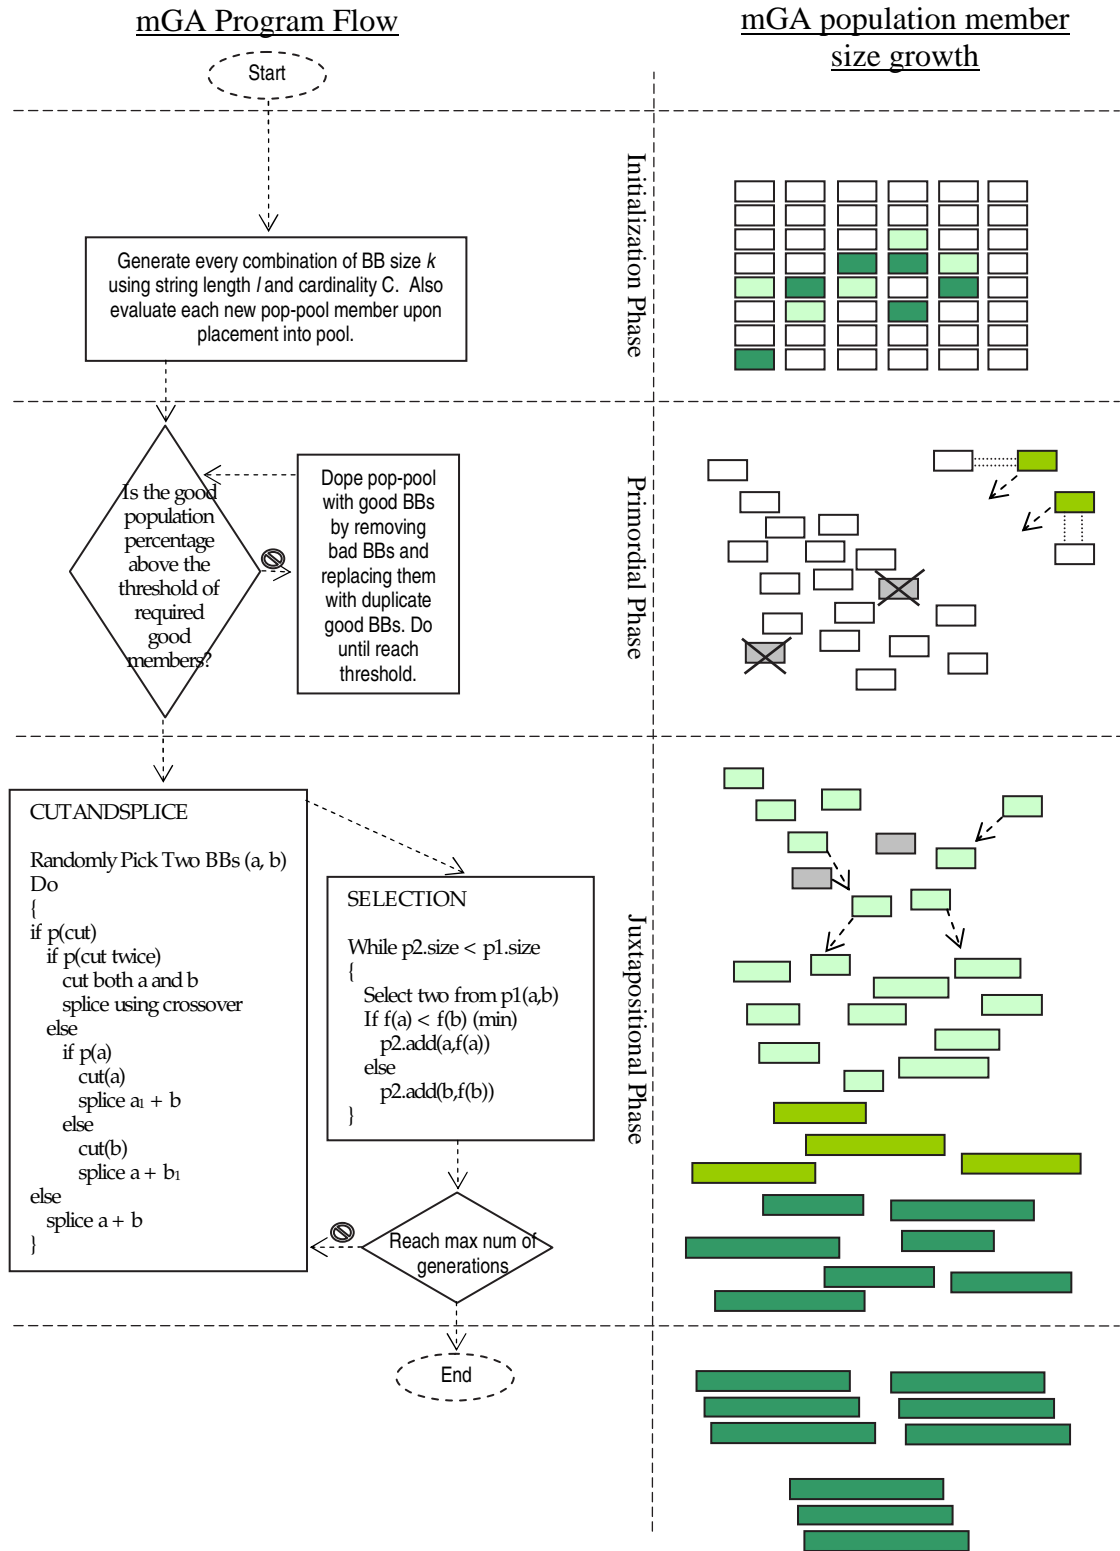 mGA Program Flow
mGA population member
size growth
Start
Initialization Phase
Generate every combination of BB size k
using string length l and cardinality C. Also
evaluate each new pop-pool member upon
placement into pool.
Primordial Phase
Is the good
population
percentage
above the
threshold of
required
good
members?
Dope pop-pool
with good BBs
by removing
bad BBs and
replacing them
with duplicate
good BBs. Do
until reach
threshold.
Juxtapositional Phase
CUTANDSPLICE
Randomly Pick Two BBs (a, b)
Do
{
if p(cut)
if p(cut twice)
cut both a and b
splice using crossover
else
if p(a)
cut(a)
splice a₁ + b
else
cut(b)
splice a + b₁
else
splice a + b
}
SELECTION
While p2.size < p1.size
{
Select two from p1(a,b)
If f(a) < f(b) (min)
p2.add(a,f(a))
else
p2.add(b,f(b))
}
Reach max num of
generations
End